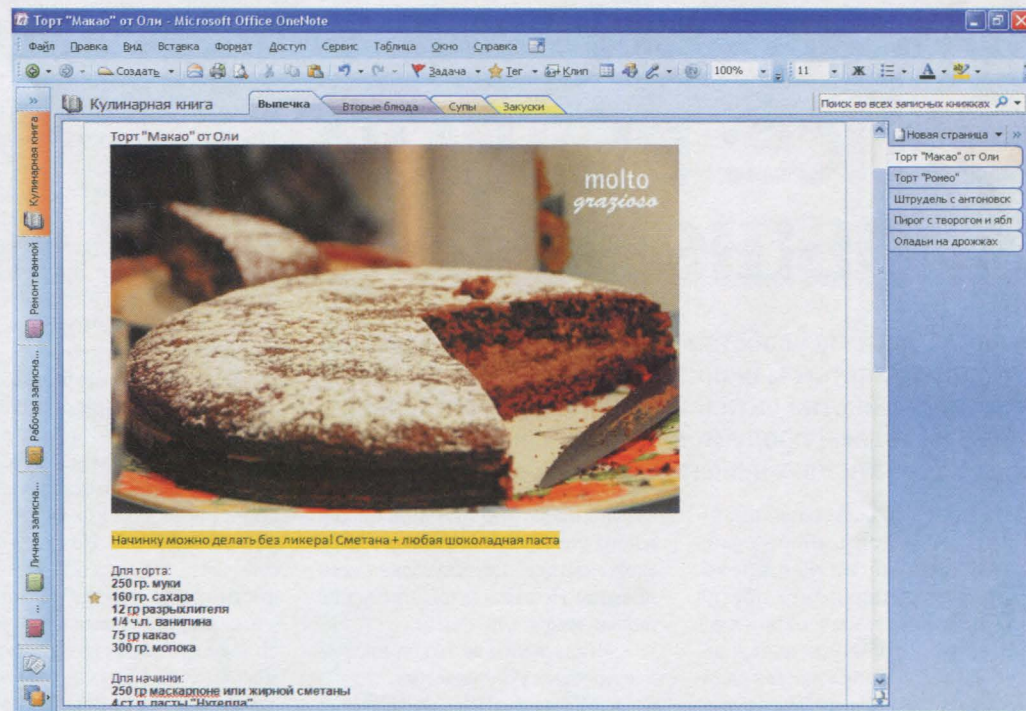 Торт "Макао" от Оли - Microsoft Office OneNote
Файл Правка Вид Вставка Формат Доступ Сервис Таблица Окно Справка
Создать Задача Тег Клип 100% 11 Ж А
Кулинарная книга Выпечка Вторые блюда Супы Закуски Поиск во всех записных книжках
Кулинарная книга
Ремонт ванной
Рабочая записна...
Личная записна...
Новая страница
Торт "Макао" от Оли
Торт "Ромео"
Штрудель с антоновск
Пирог с творогом и ябл
Оладьи на дрожжах
Торт "Макао" от Оли
molto
grazioso
Начинку можно делать без ликера! Сметана + любая шоколадная паста
Для торта:
250 гр. муки
160 гр. сахара
12 гр разрыхлителя
1/4 ч.л. ванилина
75 гр какао
300 гр. молока
Для начинки:
250 гр маскарпоне или жирной сметаны
4 ст.л. пасты "Нутелла"